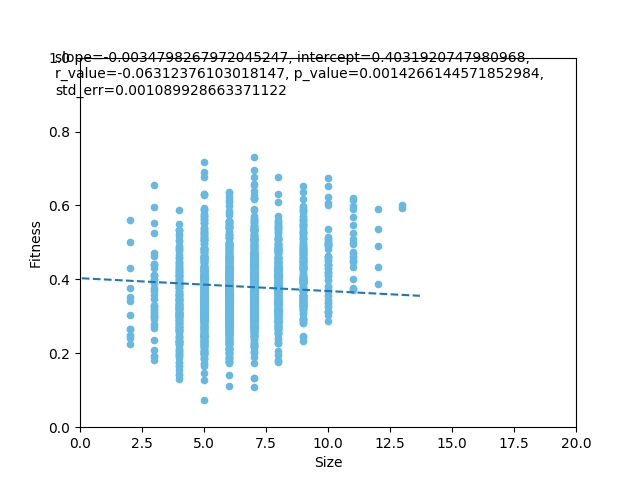 slope=-0.0034798267972045247, intercept=0.4031920747980968,
r_value=-0.06312376103018147, p_value=0.0014266144571852984,
std_err=0.001089928663371122
1.0
0.8
0.6
0.4
0.2
0.0
Fitness
0.0 2.5 5.0 7.5 10.0 12.5 15.0 17.5 20.0
Size